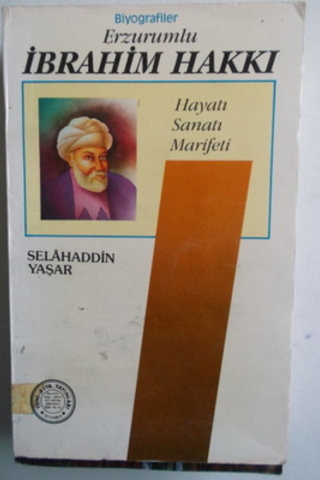 Biyografiler
Erzurumlu
İBRAHİM HAKKI
Hayatı
Sanatı
Marifeti
SELÂHADDİN
YAŞAR